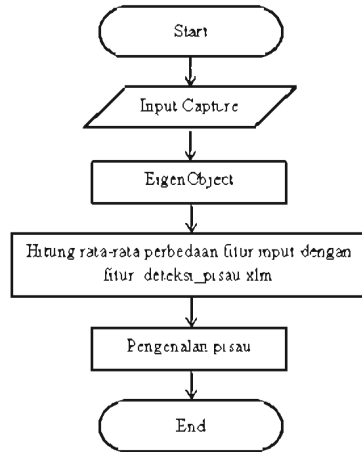 Start
Input Capture
EigenObject
Hitung rata-rata perbedaan fitur input dengan
fitur deteksi_pisau xlm
Pengenalan pisau
End